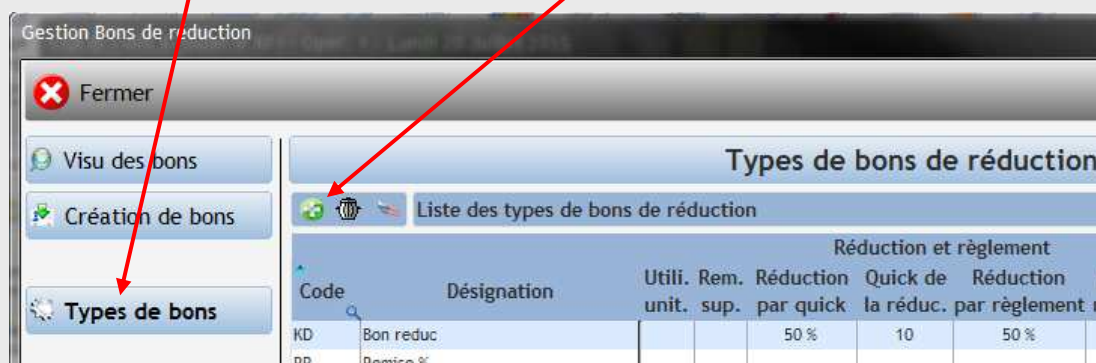 Gestion Bons de réduction
Fermer
Visu des bons
Types de bons de réduction
Création de bons
Liste des types de bons de réduction
Réduction et règlement
Code Désignation Utili. Rem. Réduction Quick de Réduction
unit. sup. par quick la réduc. par règlement
Types de bons
KD Bon reduc 50 % 10 50 %
Remise %